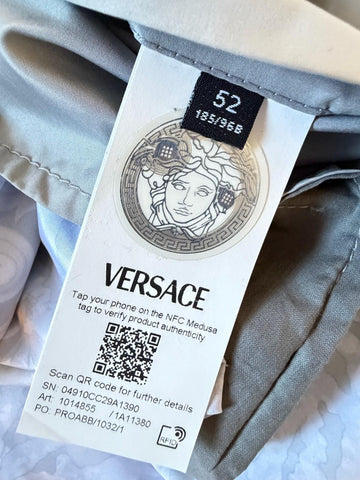 52
185/96B
VERSACE
Tap your phone on the NFC Medusa
tag to verify product authenticity
Scan QR code for further details
SN: 04910CC29A1390
Art: 1014855 /1A11380
PO: PROABB/1032/1
RFID